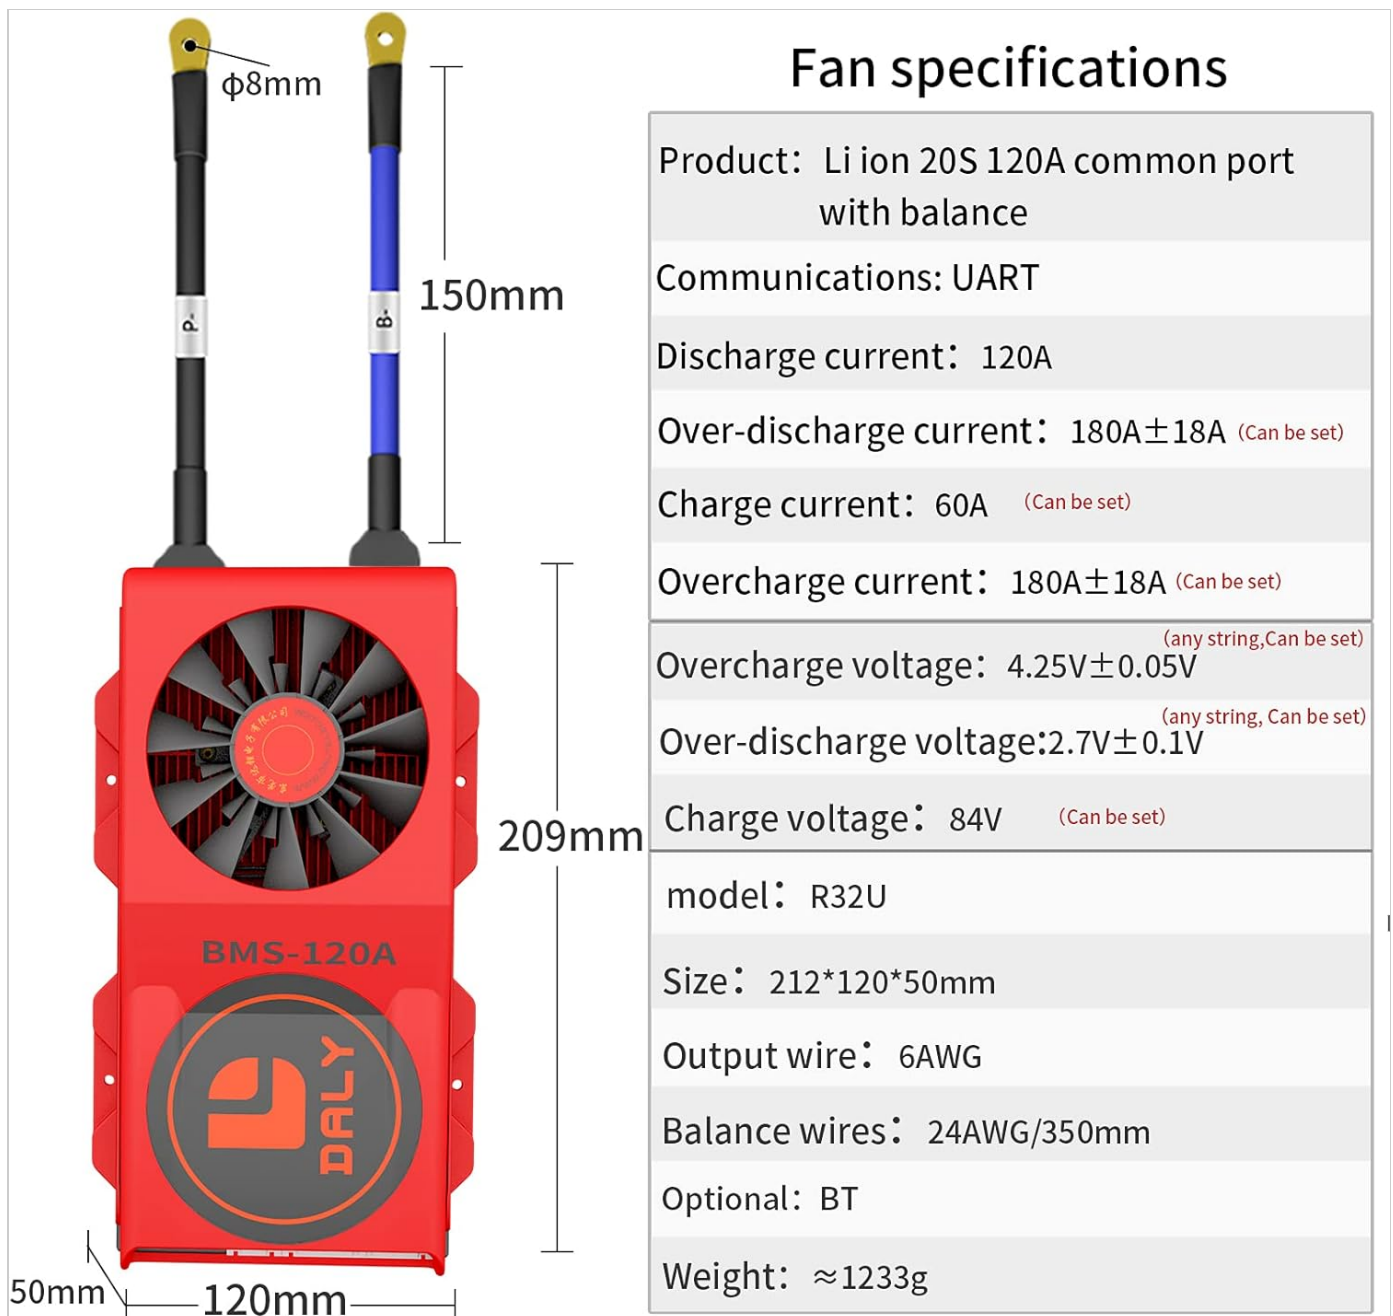 φ8mm
P-
B-
150mm
BMS-120A
DALY
209mm
50mm
120mm
Fan specifications
Product: Li ion 20S 120A common port
with balance
Communications: UART
Discharge current: 120A
Over-discharge current: 180A±18A (Can be set)
Charge current: 60A (Can be set)
Overcharge current: 180A±18A (Can be set)
(any string,Can be set)
Overcharge voltage: 4.25V±0.05V
(any string, Can be set)
Over-discharge voltage:2.7V±0.1V
Charge voltage: 84V (Can be set)
model: R32U
Size: 212*120*50mm
Output wire: 6AWG
Balance wires: 24AWG/350mm
Optional: BT
Weight: ≈1233g